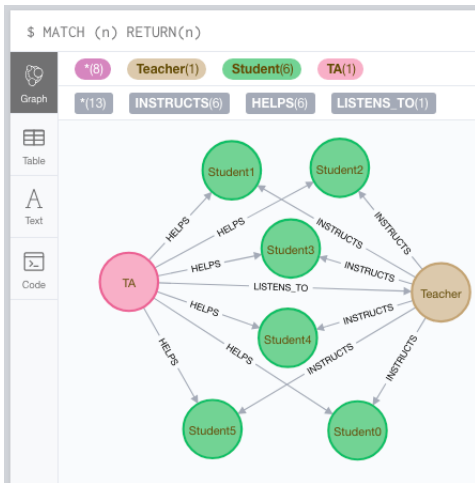 $ MATCH (n) RETURN(n)
*(8) Teacher(1) Student(6) TA(1)
Graph
*(13) INSTRUCTS(6) HELPS(6) LISTENS_TO(1)
Table
Text
Code
Student1
Student2
HELPS
HELPS
INSTRUCTS
INSTRUCTS
Student3
HELPS
INSTRUCTS
TA
LISTENS_TO
Teacher
HELPS
INSTRUCTS
Student4
HELPS
HELPS
INSTRUCTS
INSTRUCTS
Student5
Student0